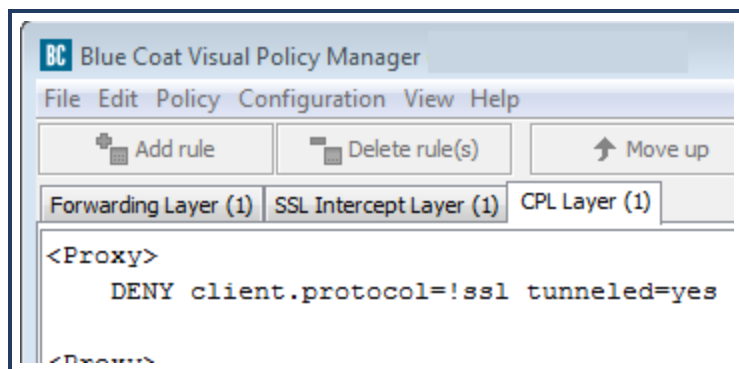 BC Blue Coat Visual Policy Manager
File Edit Policy Configuration View Help
Add rule Delete rule(s) Move up
Forwarding Layer (1) SSL Intercept Layer (1) CPL Layer (1)
<Proxy>
DENY client.protocol=!ssl tunneled=yes
<Proxy>